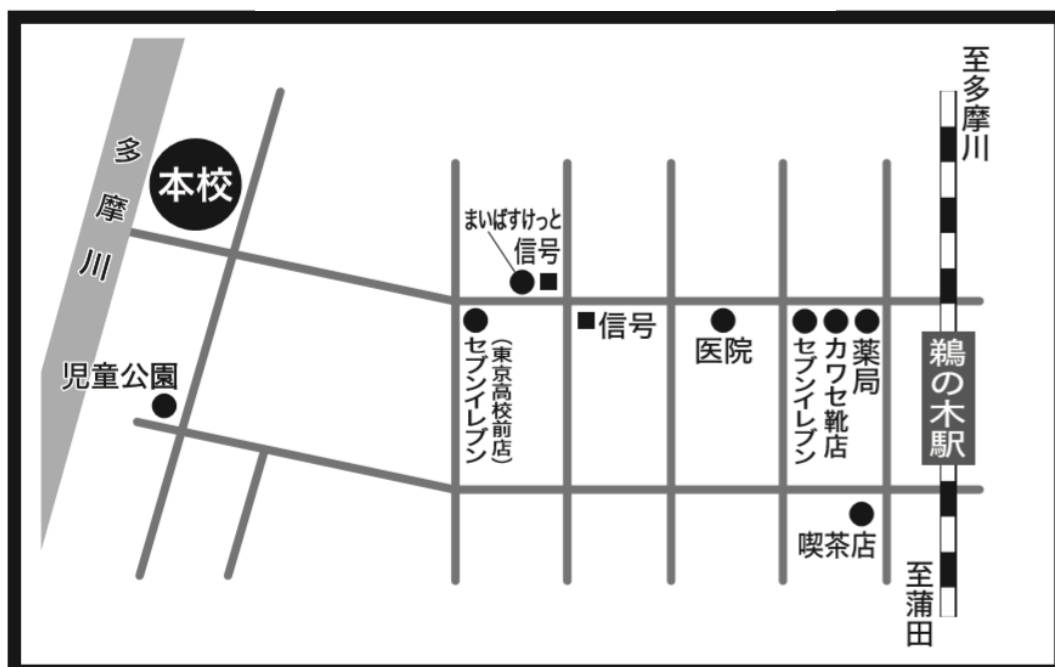 至多摩川
多摩川
本校
まいばすけっと
信号
信号
医院
薬局
カワセ靴店
セブンイレブン
セブンイレブン
（東京高校前店）
鵜の木駅
児童公園
喫茶店
至蒲田